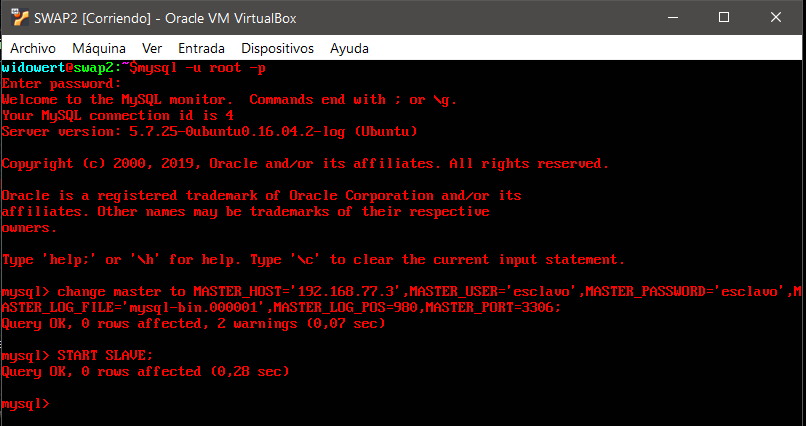 SWAP2 [Corriendo] - Oracle VM VirtualBox
Archivo Máquina Ver Entrada Dispositivos Ayuda
widowert@swap2:~$mysql -u root -p
Enter password:
Welcome to the MySQL monitor.  Commands end with ; or \g.
Your MySQL connection id is 4
Server version: 5.7.25-0ubuntu0.16.04.2-log (Ubuntu)
Copyright (c) 2000, 2019, Oracle and/or its affiliates. All rights reserved.
Oracle is a registered trademark of Oracle Corporation and/or its
affiliates. Other names may be trademarks of their respective
owners.
Type 'help;' or '\h' for help. Type '\c' to clear the current input statement.
mysql> change master to MASTER_HOST='192.168.77.3',MASTER_USER='esclavo',MASTER_PASSWORD='esclavo',M
ASTER_LOG_FILE='mysql-bin.000001',MASTER_LOG_POS=980,MASTER_PORT=3306;
Query OK, 0 rows affected, 2 warnings (0,07 sec)
mysql> START SLAVE;
Query OK, 0 rows affected (0,28 sec)
mysql>